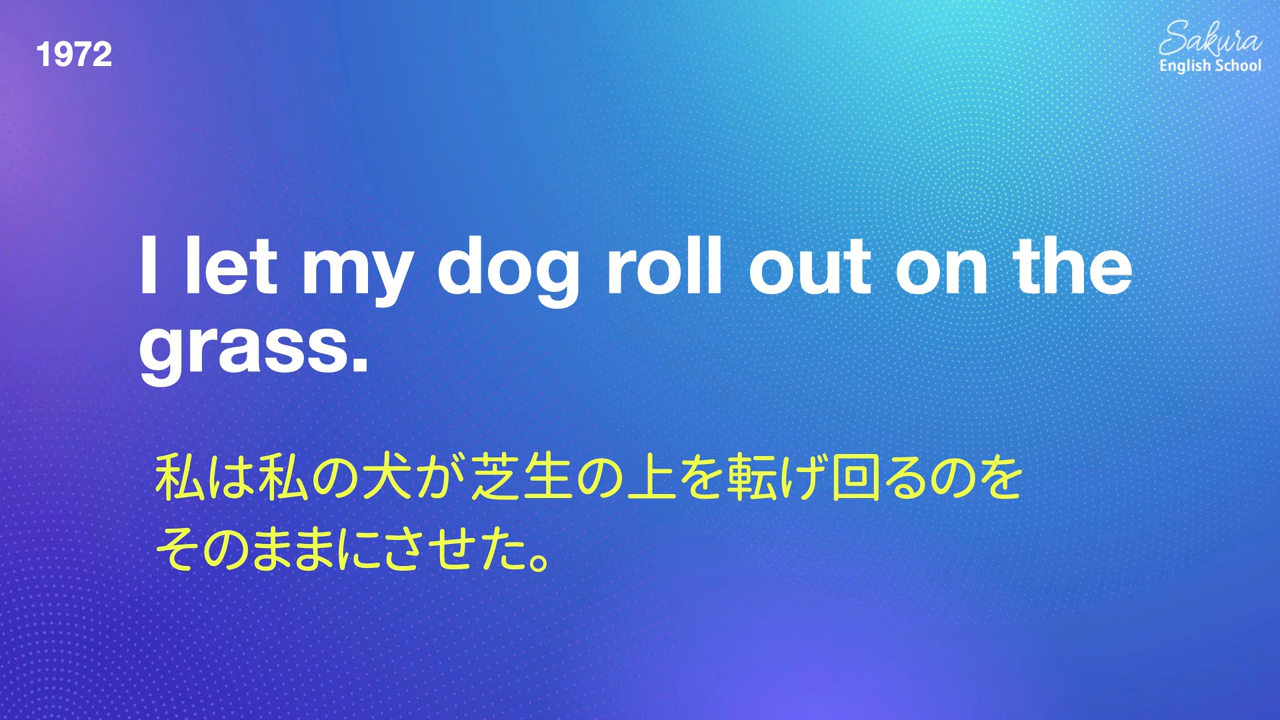 1972
Sakura
English School
I let my dog roll out on the
grass.
私は私の犬が芝生の上を転げ回るのを
そのままにさせた。